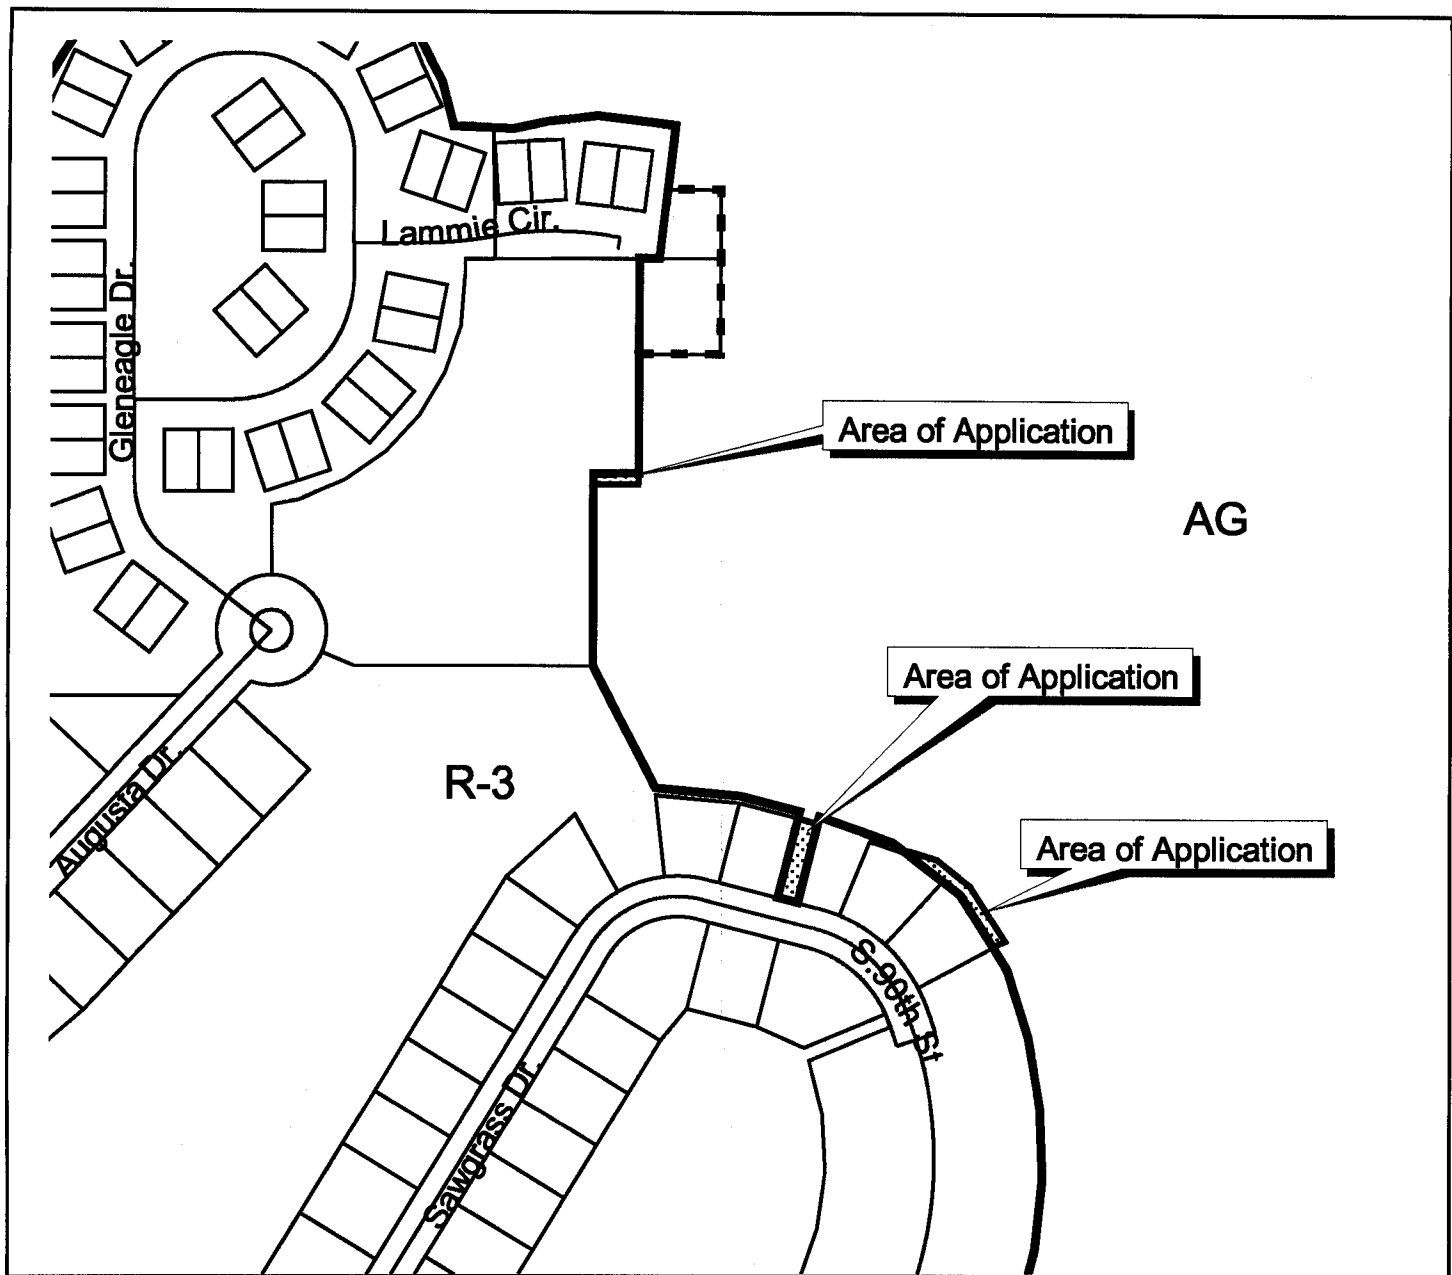 Lammie Cir.
Gleneagle Dr.
Area of Application
AG
Area of Application
R-3
Augusta Dr.
Area of Application
S.90th St
Sawgrass Dr.